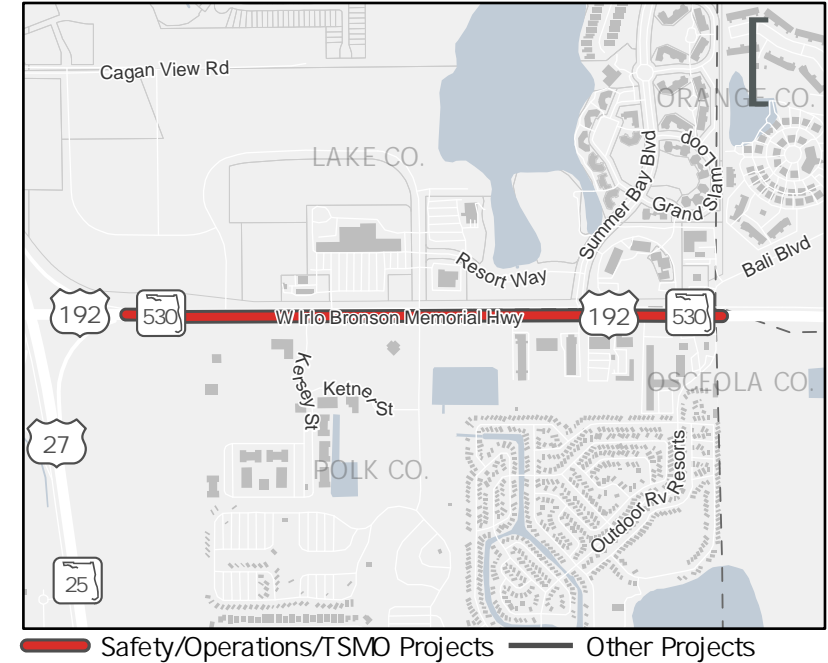 Cagan View Rd
ORANGE CO.
LAKE CO.
Summer Bay Blvd
Grand Slam Loop
Resort Way
Bali Blvd
192
530
W Irlo Bronson Memorial Hwy
192
530
Kersey St
Ketner St
OSCEOLA CO.
27
POLK CO.
Outdoor Rv Resorts
25
Safety/Operations/TSMO Projects
Other Projects